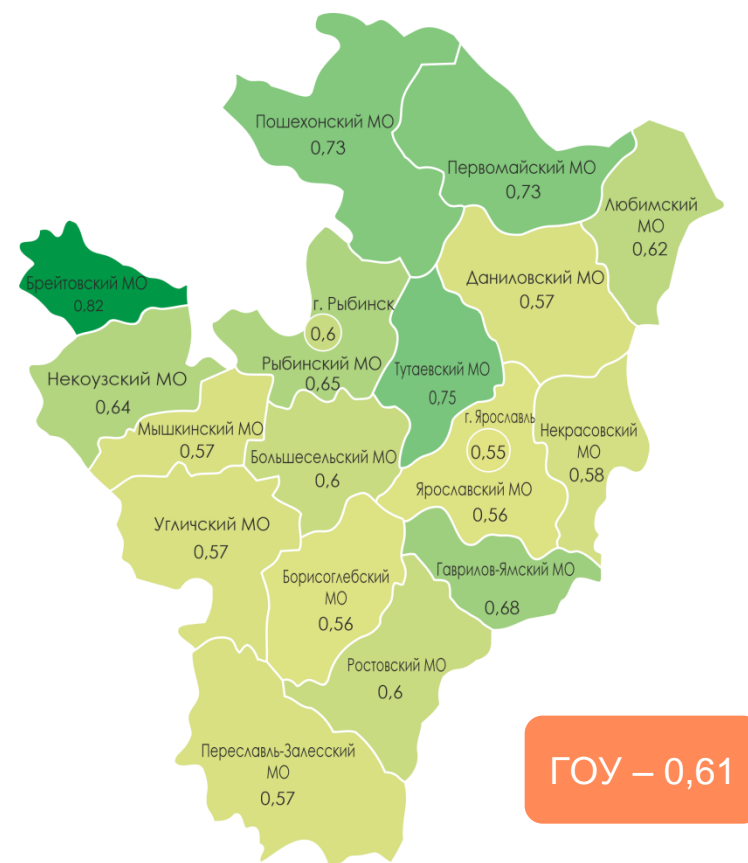 Пошехонский МО
0,73
Первомайский МО
0,73
Любимский
МО
0,62
Брейтовский МО
0,82
Даниловский МО
0,57
г. Рыбинск
0,6
Рыбинский МО
0,65
Тутаевский МО
0,75
Некоузский МО
0,64
Мышкинский МО
0,57
Большесельский МО
0,6
г. Ярославль
0,55
Ярославский МО
0,56
Некрасовский
МО
0,58
Угличский МО
0,57
Борисоглебский
МО
0,56
Гаврилов-Ямский МО
0,68
Ростовский МО
0,6
Переславль-Залесский
МО
0,57
ГОУ – 0,61